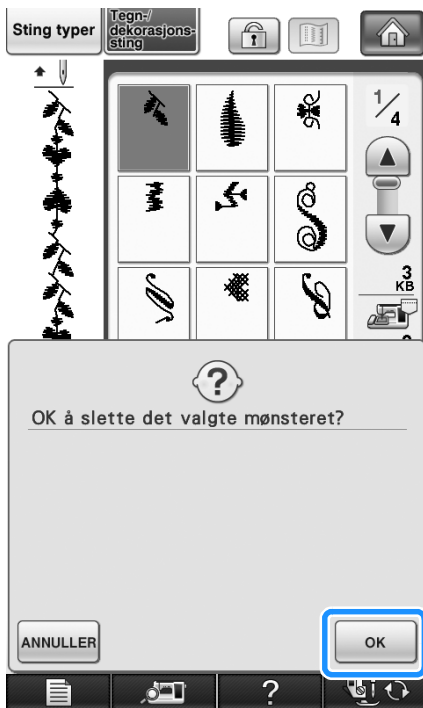 Sting typer
Tegn-/
dekorasjons-
sting
1/4
3
KB
OK å slette det valgte mønsteret?
ANNULLER
OK
?